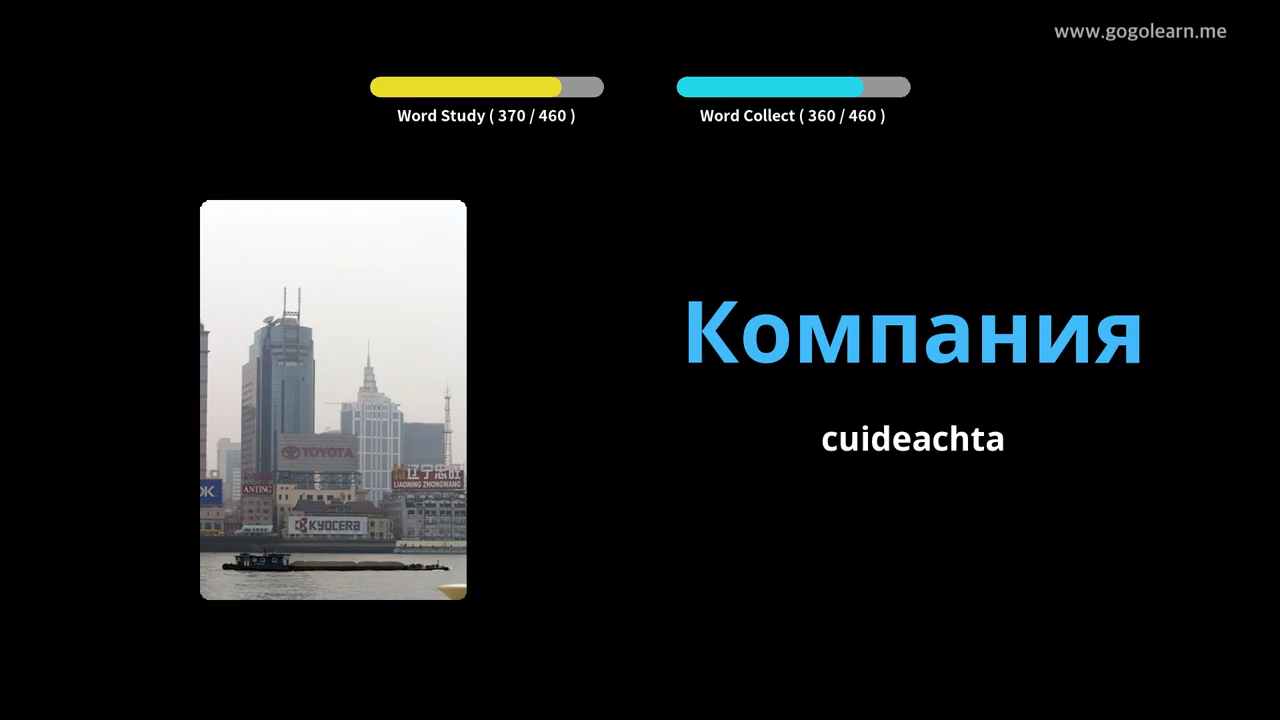 www.gogolearn.me
Word Study ( 370 / 460 )
Word Collect ( 360 / 460 )
Компания
cuideachta
TOYOTA
辽宁忠旺
LIAONING ZHONGWANG
OK
ANTING
KYOCERA